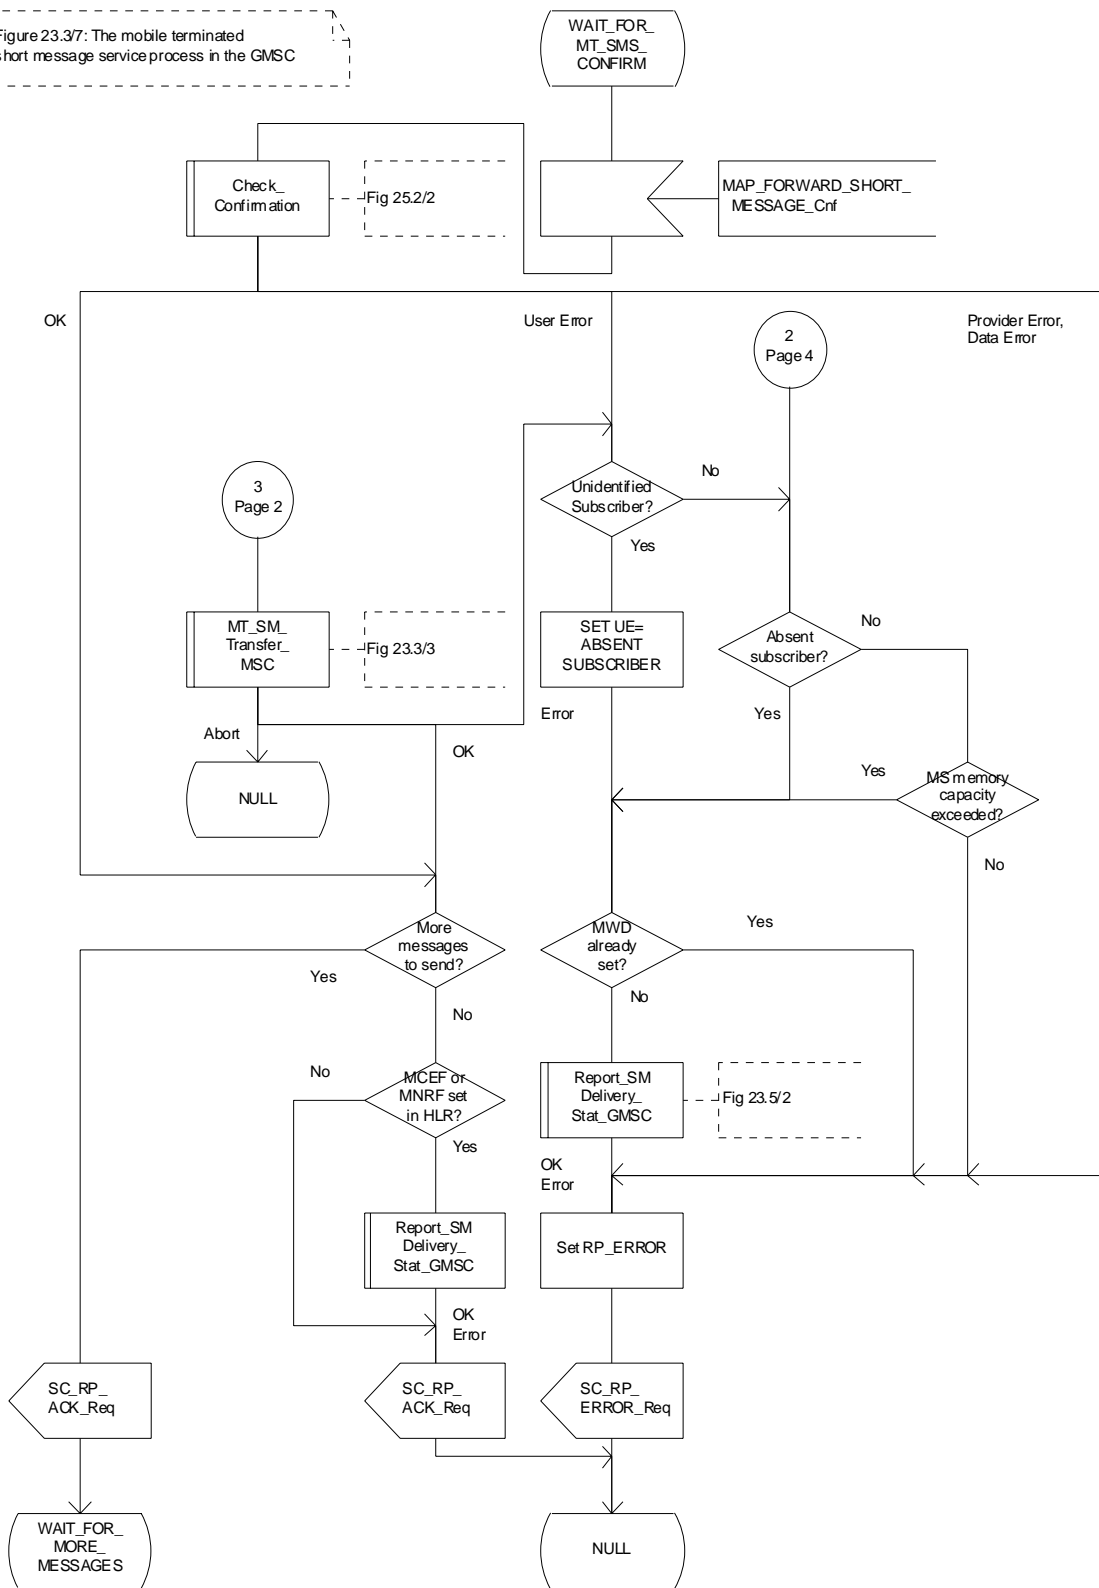 Figure 23.3/7: The mobile terminated
short message service process in the GMSC
WAIT_FOR_
MT_SMS_
CONFIRM
Check_
Confirmation
Fig 25.2/2
MAP_FORWARD_SHORT_
MESSAGE_Cnf
OK
User Error
Provider Error,
Data Error
2
Page 4
3
Page 2
Unidentified
Subscriber?
No
Yes
MT_SM_
Transfer_
MSC
Fig 23.3/3
SET UE=
ABSENT
SUBSCRIBER
Absent
subscriber?
No
Abort
OK
Error
Yes
NULL
Yes
MS memory
capacity
exceeded?
No
More
messages
to send?
Yes
No
MWD
already
set?
Yes
No
No
MCEF or
MNRF set
in HLR?
Yes
Report_SM
Delivery_
Stat_GMSC
Fig 23.5/2
OK
Error
Report_SM
Delivery_
Stat_GMSC
Set RP_ERROR
OK
Error
SC_RP_
ACK_Req
SC_RP_
ACK_Req
SC_RP_
ERROR_Req
WAIT_FOR_
MORE_
MESSAGES
NULL